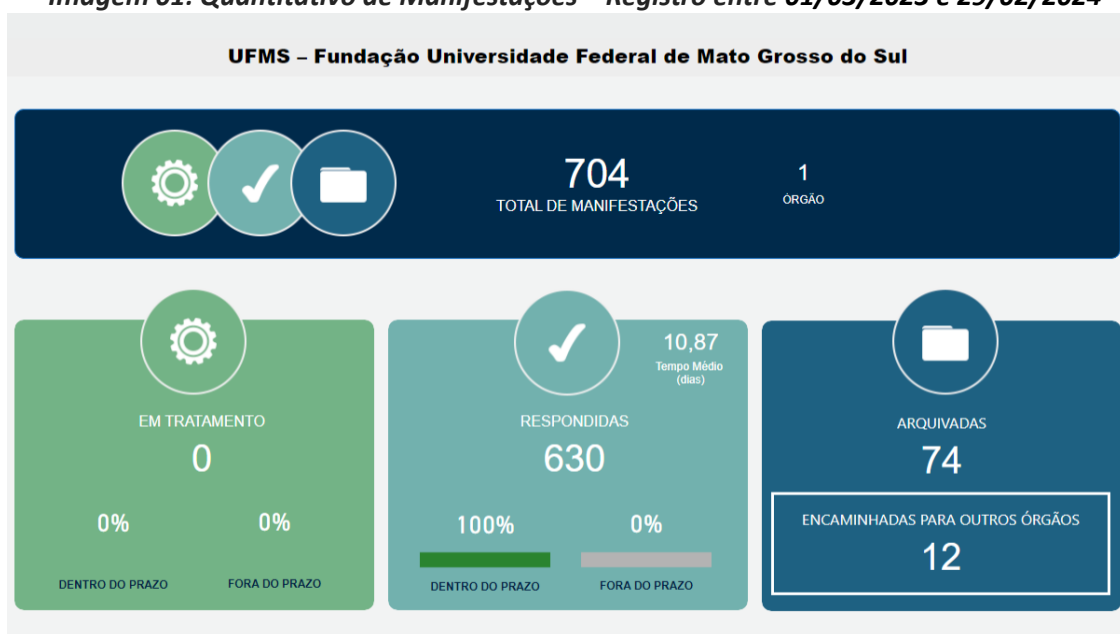 Imagem 01: Quantitativo de Manifestações – Registro entre 01/03/2023 e 29/02/2024
UFMS – Fundação Universidade Federal de Mato Grosso do Sul
704
TOTAL DE MANIFESTAÇÕES
1
ÓRGÃO
EM TRATAMENTO
0
0%
0%
DENTRO DO PRAZO
FORA DO PRAZO
10,87
Tempo Médio
(dias)
RESPONDIDAS
630
100%
0%
DENTRO DO PRAZO
FORA DO PRAZO
ARQUIVADAS
74
ENCAMINHADAS PARA OUTROS ÓRGÃOS
12